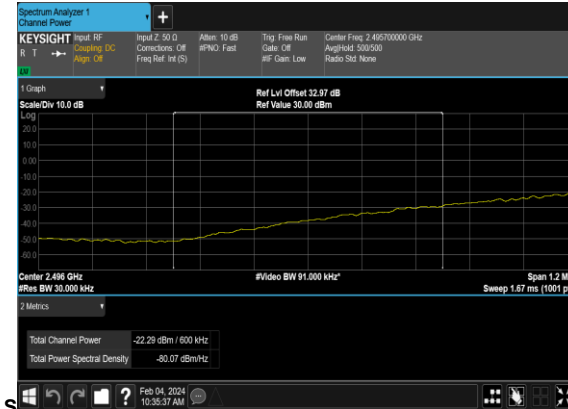 Spectrum Analyzer 1
Channel Power
+
KEYSIGHT Input: RF Input Z: 50 Ω Atten: 10 dB Trig: Free Run Center Freq: 2.495700000 GHz
R T Coupling: DC Corrections: Off #PNO: Fast Gate: Off Avg|Hold: 500/500
Align: Off Freq Ref: Int (S) #IF Gain: Low Radio Std: None
LW
1 Graph Ref Lvl Offset 32.97 dB
Scale/Div 10.0 dB Ref Value 30.00 dBm
Log
20.0
10.0
0.00
-10.0
-20.0
-30.0
-40.0
-50.0
-60.0
Center 2.496 GHz #Video BW 91.000 kHz* Span 1.2 M
#Res BW 30.000 kHz Sweep 1.67 ms (1001 p
2 Metrics
Total Channel Power -22.29 dBm / 600 kHz
Total Power Spectral Density -80.07 dBm/Hz
s ? Feb 04, 2024
10:35:37 AM